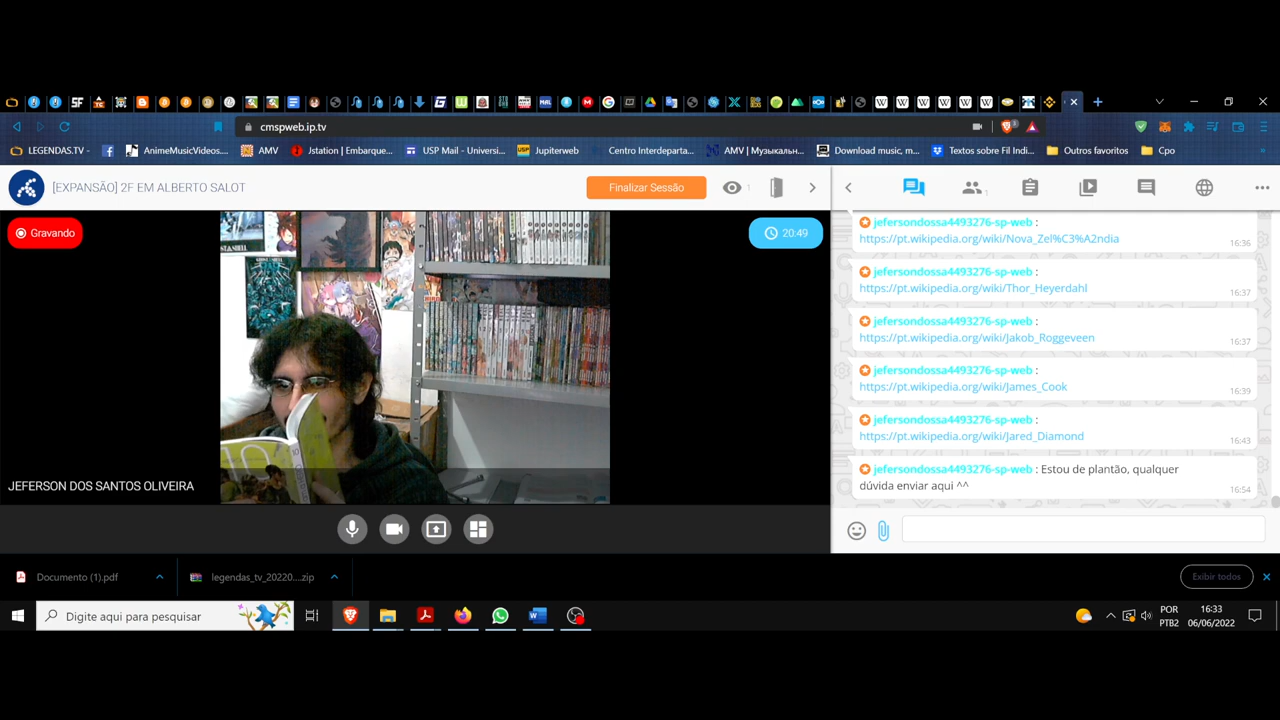 cmspweb.ip.tv
LEGENDAS.TV -
AnimeMusicVideos...
AMV
Jstation | Embarque...
USP Mail - Universi...
Jupiterweb
Centro Interdeparta...
AMV | Музыкальн...
Download music, m...
Textos sobre Fil Indi...
Outros favoritos
Cpo
[EXPANSÃO] 2F EM ALBERTO SALOT
Finalizar Sessão
1
1
Gravando
20:49
JEFERSON DOS SANTOS OLIVEIRA
jefersondossa4493276-sp-web :
https://pt.wikipedia.org/wiki/Nova_Zel%C3%A2ndia
16:36
jefersondossa4493276-sp-web :
https://pt.wikipedia.org/wiki/Thor_Heyerdahl
16:37
jefersondossa4493276-sp-web :
https://pt.wikipedia.org/wiki/Jakob_Roggeveen
16:37
jefersondossa4493276-sp-web :
https://pt.wikipedia.org/wiki/James_Cook
16:39
jefersondossa4493276-sp-web :
https://pt.wikipedia.org/wiki/Jared_Diamond
16:43
jefersondossa4493276-sp-web : Estou de plantão, qualquer
dúvida enviar aqui ^^
16:54
Documento (1).pdf
legendas_tv_20220....zip
Exibir todos
Digite aqui para pesquisar
POR
PTB2
16:33
06/06/2022